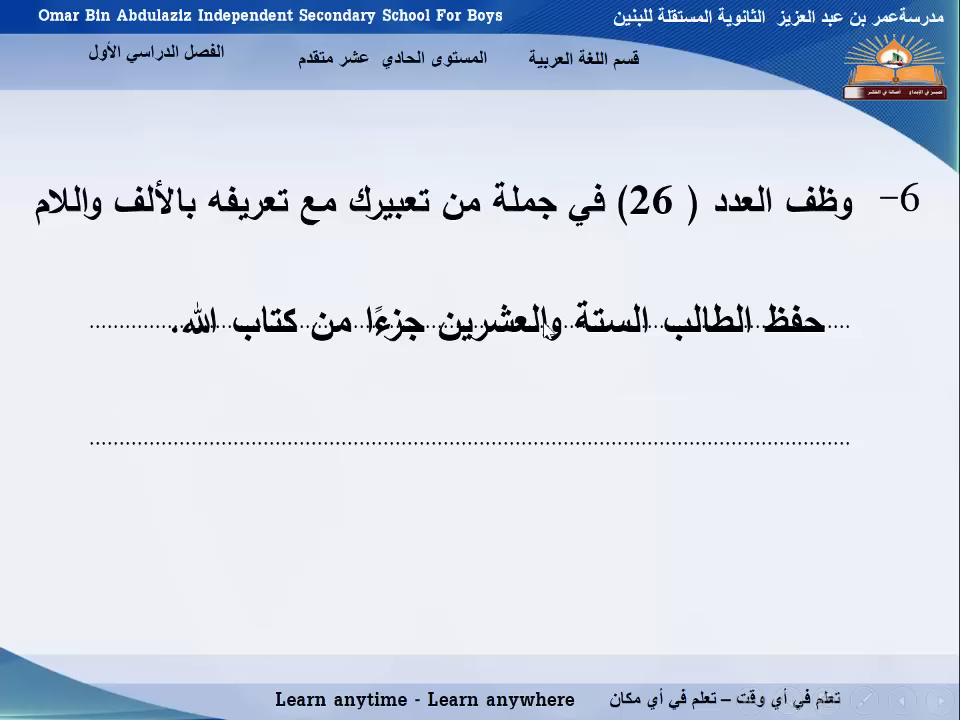 Omar Bin Abdulaziz Independent Secondary School For Boys
مدرسةعمر بن عبد العزيز الثانوية المستقلة للبنين
قسم اللغة العربية
المستوى الحادي عشر متقدم
الفصل الدراسي الأول
6- وظف العدد ( 26) في جملة من تعبيرك مع تعريفه بالألف واللام
حفظ الطالب الستة والعشرين جزءًا من كتاب الله.
Learn anytime - Learn anywhere
تعلم في أي وقت – تعلم في أي مكان